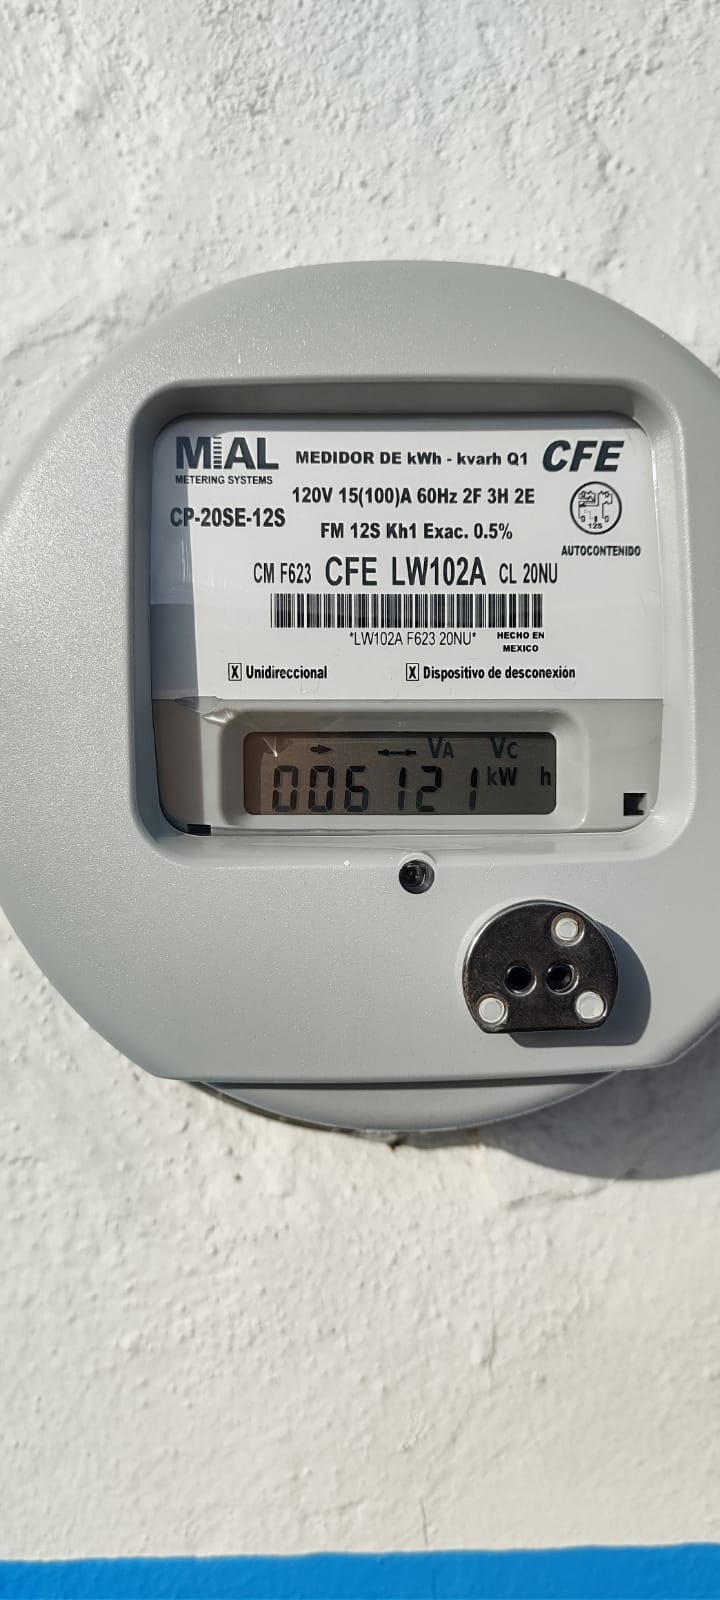 MIAL
METERING SYSTEMS
MEDIDOR DE kWh - kvarh Q1
CFE
120V 15(100)A 60Hz 2F 3H 2E
CP-20SE-12S
FM 12S Kh1 Exac. 0.5%
12S
AUTOCONTENIDO
CM F623 CFE LW102A CL 20NU
*LW102A F623 20NU*
HECHO EN
MEXICO
X Unidireccional
X Dispositivo de desconexión
VA VC
006121 kW h